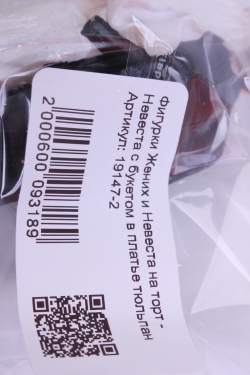 Фигурки Жених и Невеста на торт -
Невеста с букетом в платье тюльпан
Артикул: 19147-2
2 000600 093189